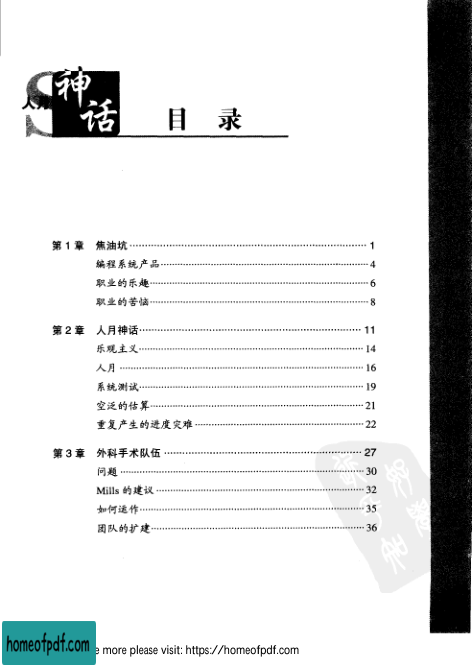 人月
神话
目 录
第 1 章 焦油坑 1
编程系统产品 4
职业的乐趣 6
职业的苦恼 8
第 2 章 人月神话 11
乐观主义 14
人月 16
系统测试 19
空泛的估算 21
重复产生的进度灾难 22
第 3 章 外科手术队伍 27
问题 30
Mills 的建议 32
如何运作 35
团队的扩建 36
homeofpdf.com
e more please visit: https://homeofpdf.com